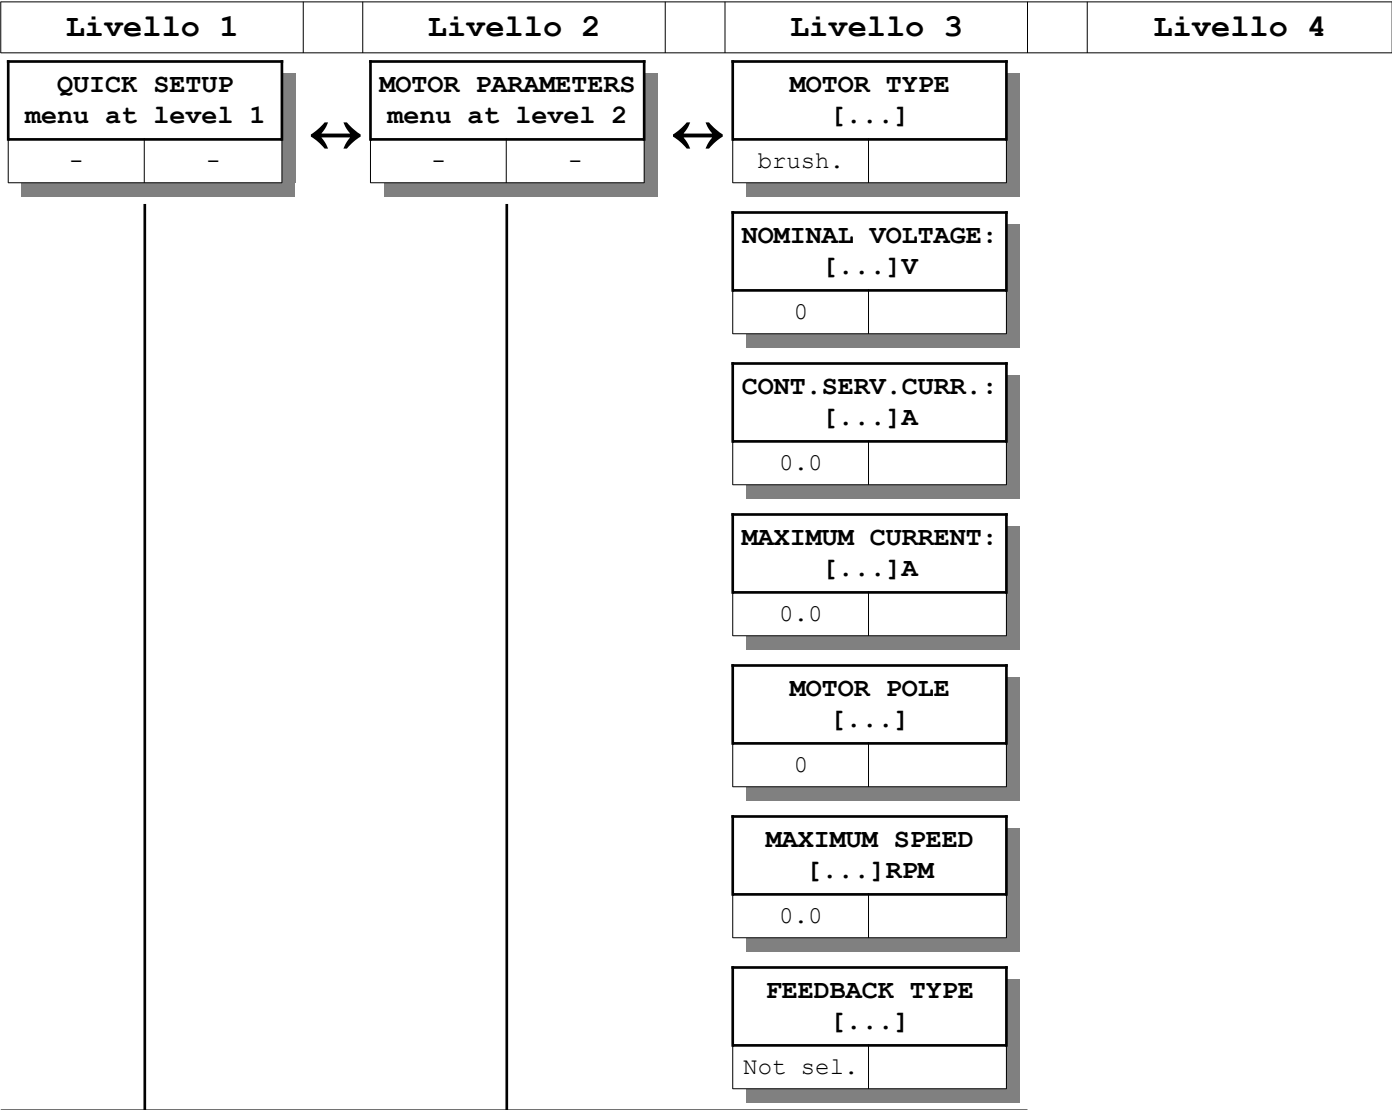 Livello 1
Livello 2
Livello 3
Livello 4
QUICK SETUP
menu at level 1
- -
MOTOR PARAMETERS
menu at level 2
- -
MOTOR TYPE
[...]
brush.
NOMINAL VOLTAGE:
[...]V
0
CONT.SERV.CURR.:
[...]A
0.0
MAXIMUM CURRENT:
[...]A
0.0
MOTOR POLE
[...]
0
MAXIMUM SPEED
[...]RPM
0.0
FEEDBACK TYPE
[...]
Not sel.